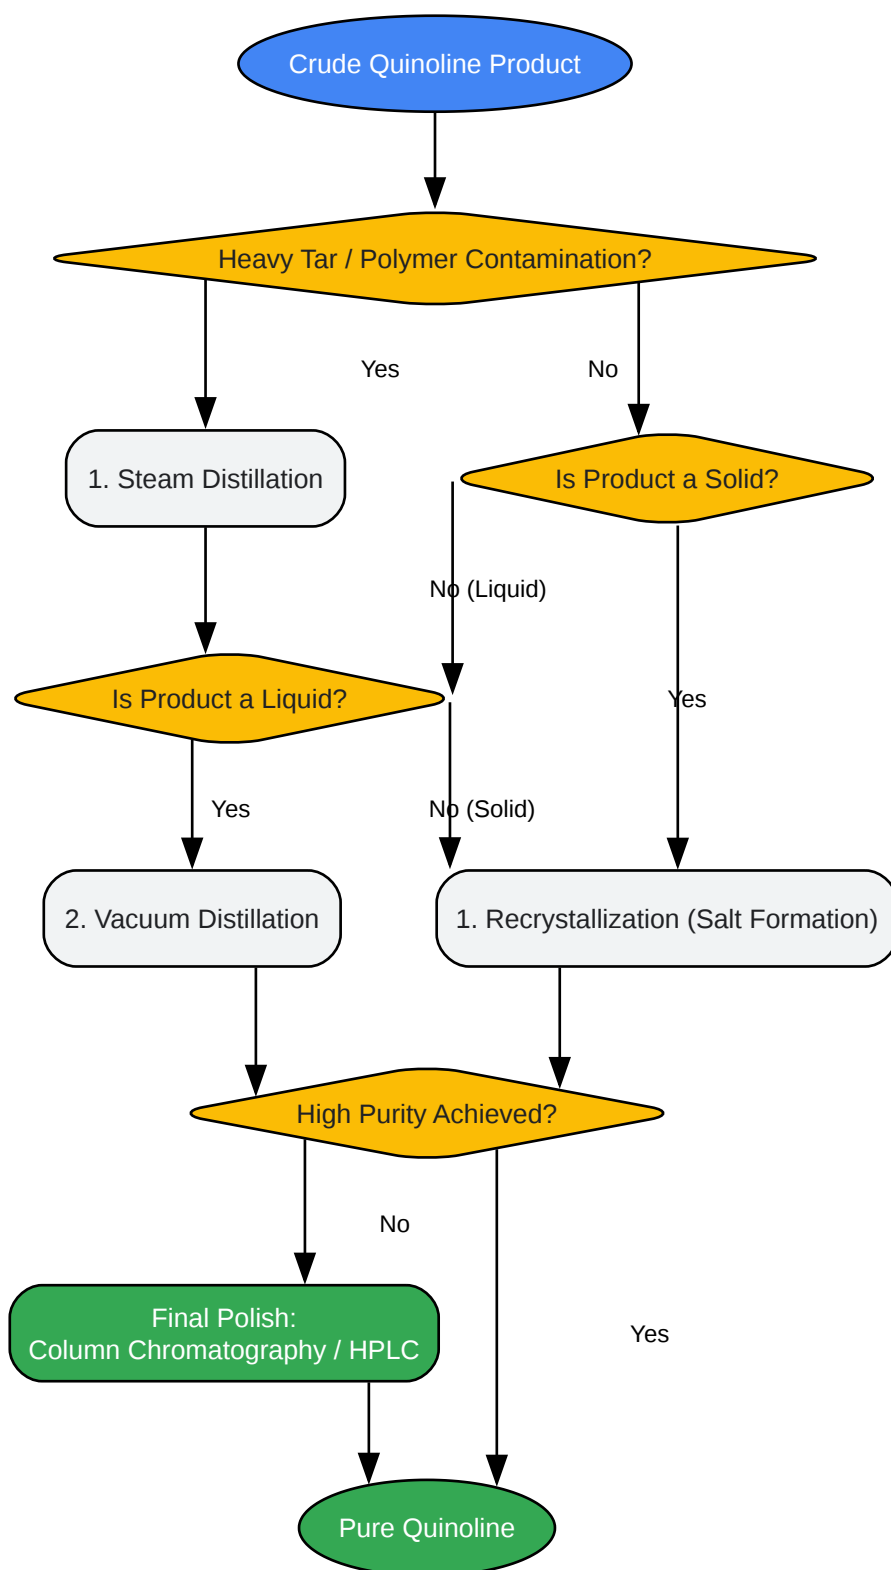 Crude Quinoline Product
Heavy Tar / Polymer Contamination?
Yes
No
1. Steam Distillation
Is Product a Solid?
No (Liquid)
Is Product a Liquid?
Yes
Yes
No (Solid)
2. Vacuum Distillation
1. Recrystallization (Salt Formation)
High Purity Achieved?
No
Final Polish:
Column Chromatography / HPLC
Yes
Pure Quinoline